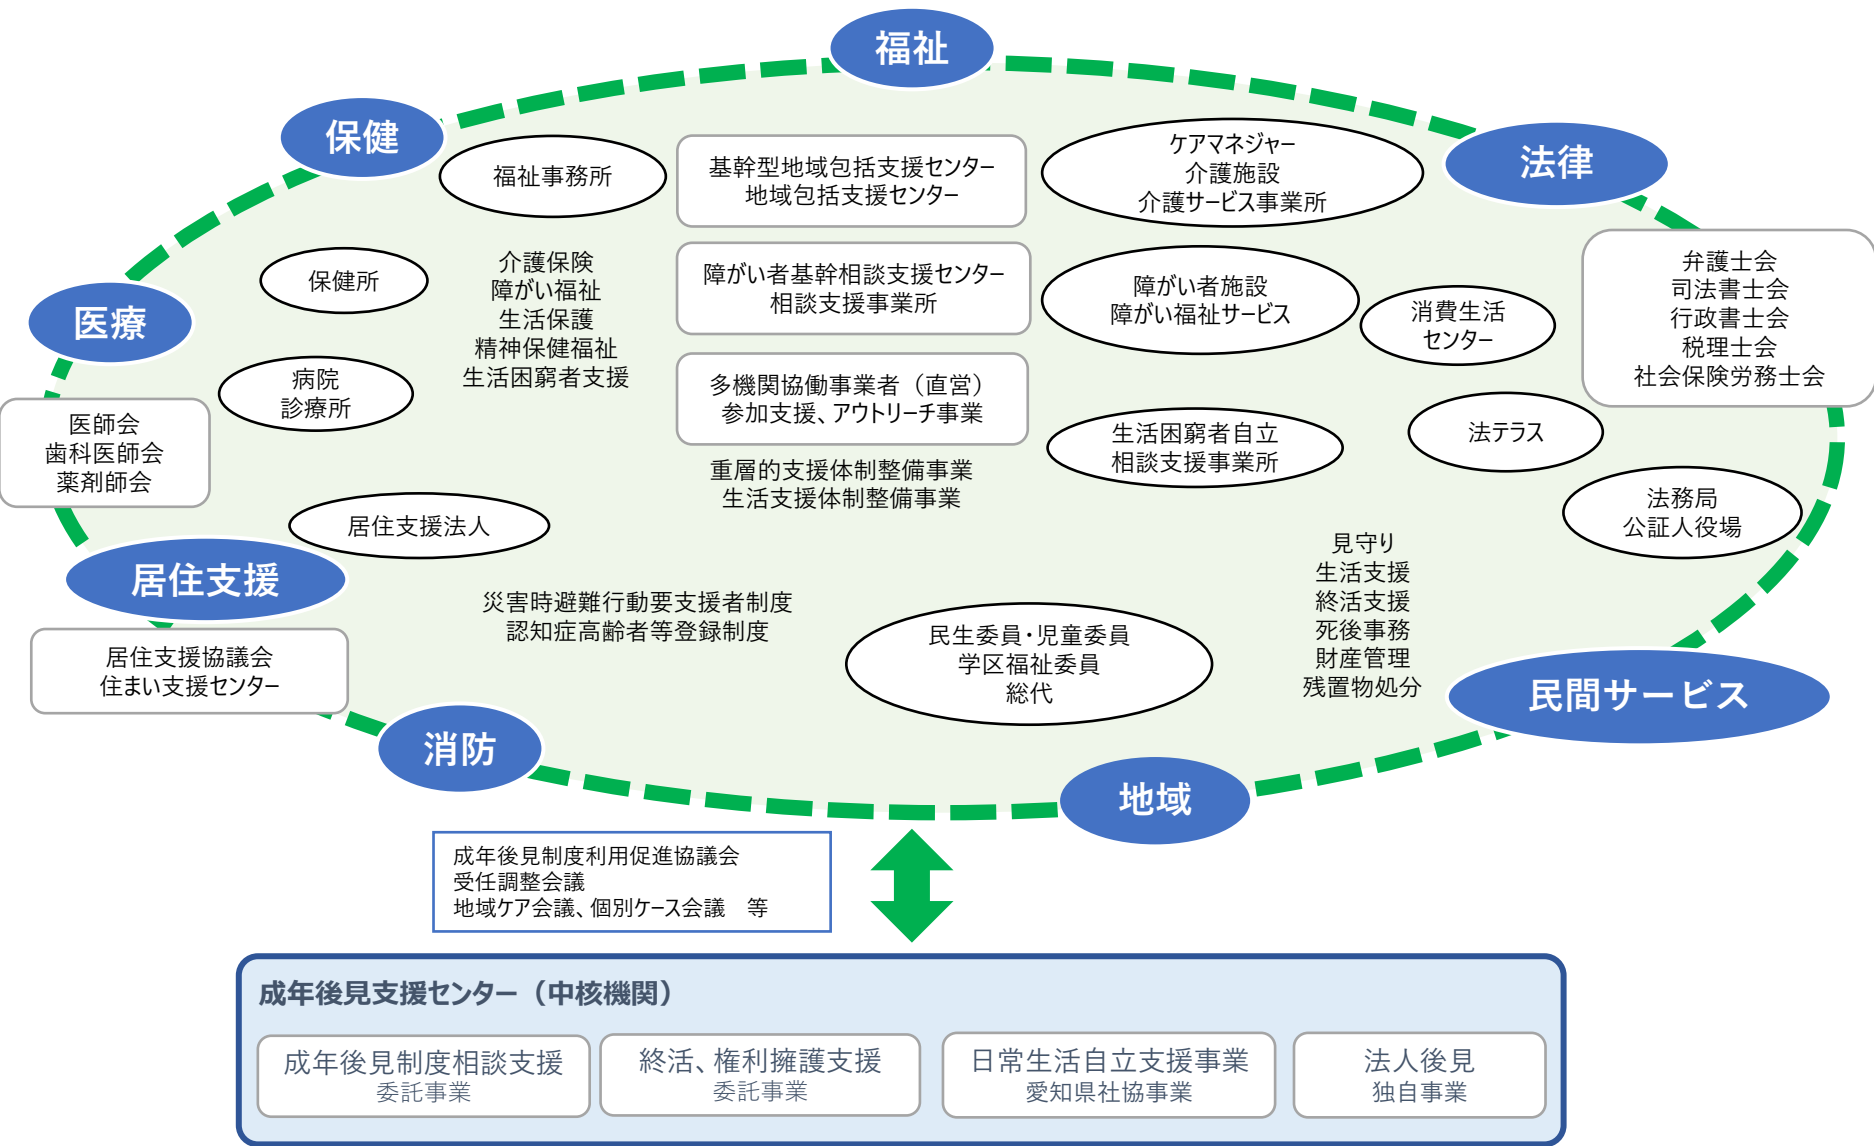 福祉
保健
法律
医療
福祉事務所
基幹型地域包括支援センター
地域包括支援センター
ケアマネジャー
介護施設
介護サービス事業所
保健所
介護保険
障がい福祉
生活保護
精神保健福祉
生活困窮者支援
障がい者基幹相談支援センター
相談支援事業所
障がい者施設
障がい福祉サービス
消費生活
センター
弁護士会
司法書士会
行政書士会
税理士会
社会保険労務士会
病院
診療所
多機関協働事業者（直営）
参加支援、アウトリーチ事業
重層的支援体制整備事業
生活支援体制整備事業
生活困窮者自立
相談支援事業所
法テラス
医師会
歯科医師会
薬剤師会
法務局
公証人役場
居住支援法人
居住支援
居住支援協議会
住まい支援センター
災害時避難行動要支援者制度
認知症高齢者等登録制度
民生委員・児童委員
学区福祉委員
総代
見守り
生活支援
終活支援
死後事務
財産管理
残置物処分
民間サービス
消防
地域
成年後見制度利用促進協議会
受任調整会議
地域ケア会議、個別ケース会議　等
成年後見支援センター（中核機関）
成年後見制度相談支援
委託事業
終活、権利擁護支援
委託事業
日常生活自立支援事業
愛知県社協事業
法人後見
独自事業